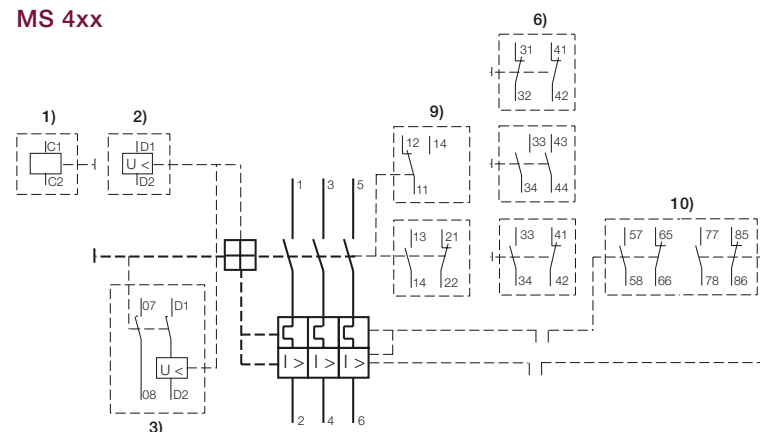 MS 4xx
6)
31 41
32 42
1) 2) 9)
C1 D1 12 14 33 43
U <
C2 D2 11 34 44
1 3 5
10)
13 21 33 41 57 65 77 85
14 22 34 42 58 66 78 86
07 D1
U < I > I > I >
08 D2
2 4 6
3)